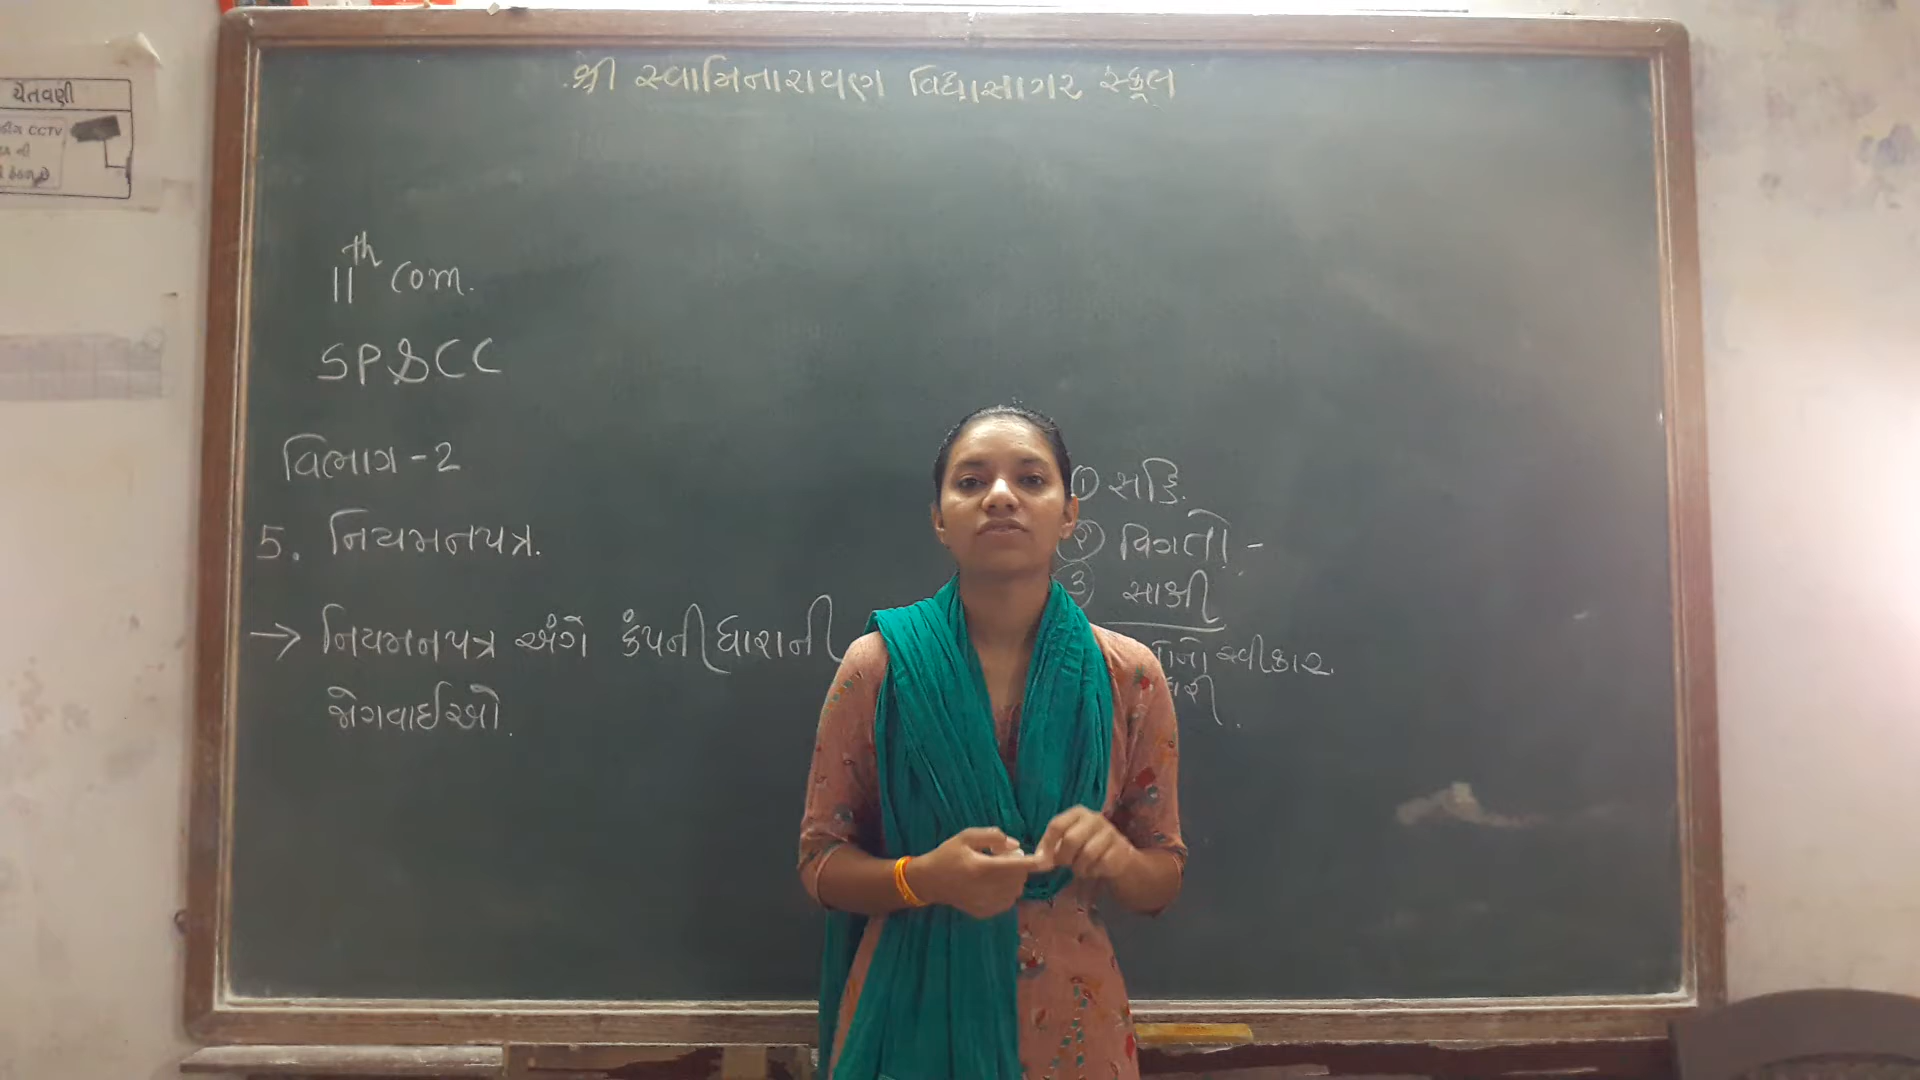 શ્રી સ્વામિનારાયણ વિદ્યાસાગર સ્કૂલ
ચેતવણી
CCTV
ની
11th com.
SP&CC
વિભાગ - 2
5. નિયમનપત્ર.
→ નિયમનપત્ર અંગે કંપનીધારાની
જોગવાઈઓ.
① સહિ.
② વિગતો -
③ સાક્ષી
સ્વીકાર.